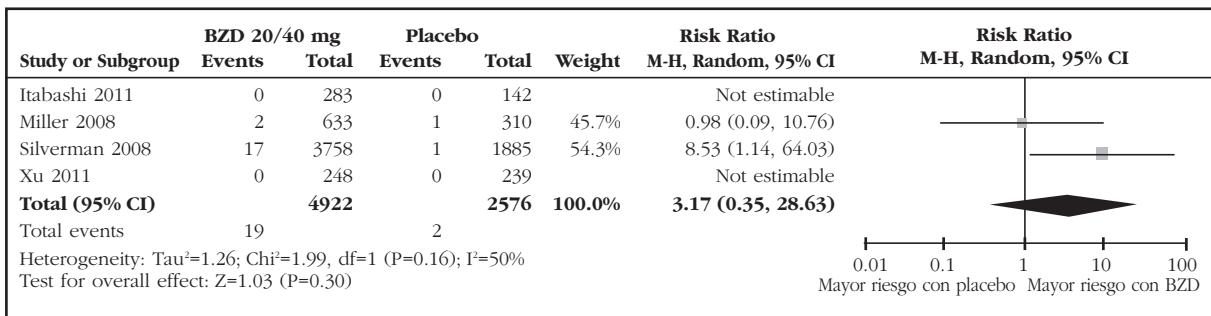 BZD 20/40 mg Placebo Risk Ratio Risk Ratio
Study or Subgroup Events Total Events Total Weight M-H, Random, 95% CI M-H, Random, 95% CI
Itabashi 2011 0 283 0 142 Not estimable
Miller 2008 2 633 1 310 45.7% 0.98 (0.09, 10.76)
Silverman 2008 17 3758 1 1885 54.3% 8.53 (1.14, 64.03)
Xu 2011 0 248 0 239 Not estimable
Total (95% CI) 4922 2576 100.0% 3.17 (0.35, 28.63)
Total events 19 2
Heterogeneity: Tau²=1.26; Chi²=1.99, df=1 (P=0.16); I²=50%
Test for overall effect: Z=1.03 (P=0.30)
0.01 0.1 1 10 100
Mayor riesgo con placebo Mayor riesgo con BZD